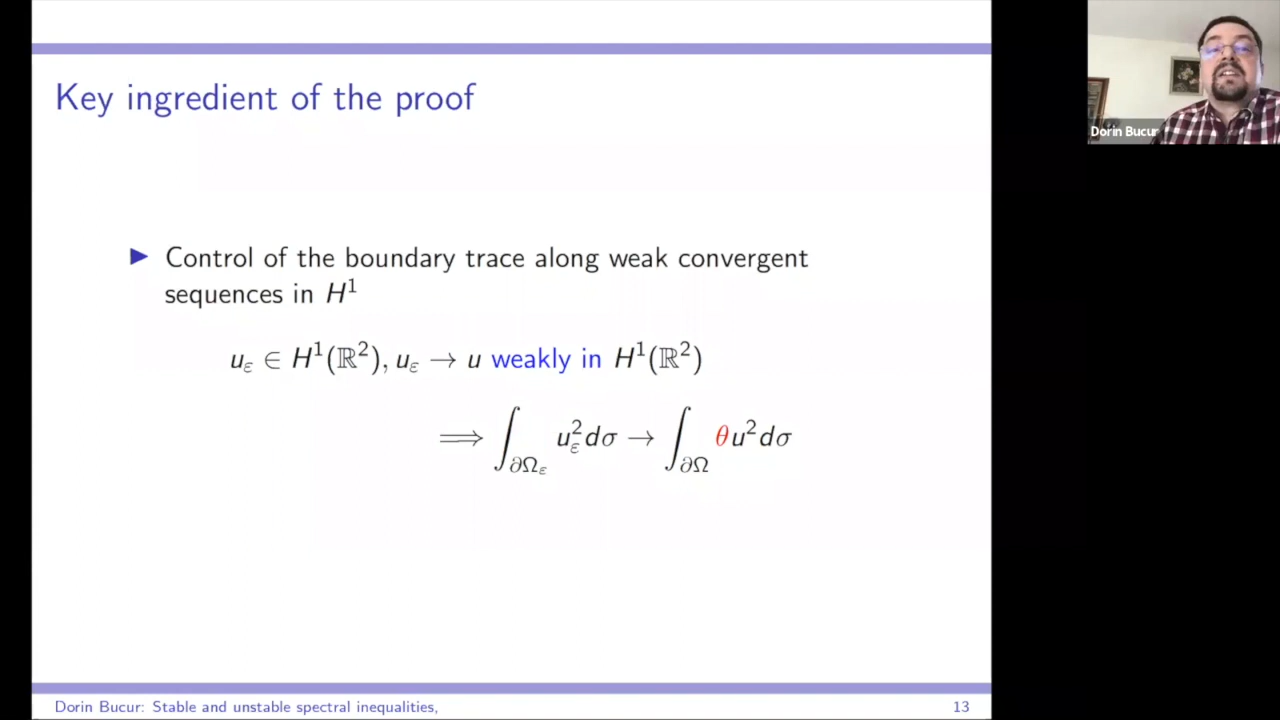 Key ingredient of the proof
Dorin Bucur
▶ Control of the boundary trace along weak convergent
sequences in H¹
u_ε ∈ H¹(ℝ²), u_ε → u weakly in H¹(ℝ²)
⟹ ∫_{∂Ω_ε} u_ε² dσ → ∫_{∂Ω} θu² dσ
Dorin Bucur: Stable and unstable spectral inequalities, 13